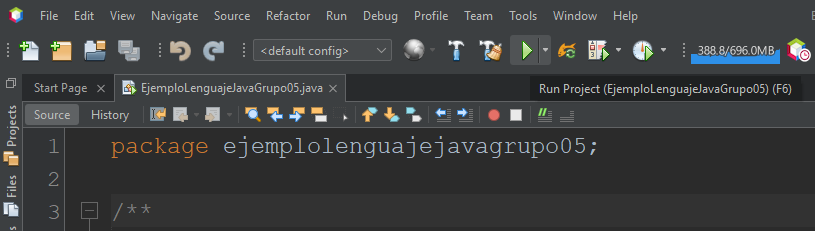 File Edit View Navigate Source Refactor Run Debug Profile Team Tools Window Help
<default config> 388.8/696.0MB
Start Page EjemploLenguajeJavaGrupo05.java Run Project (EjemploLenguajeJavaGrupo05) (F6)
Source History
Projects
Files
1 package ejemplolenguajejavagrupo05;
2
3 /**